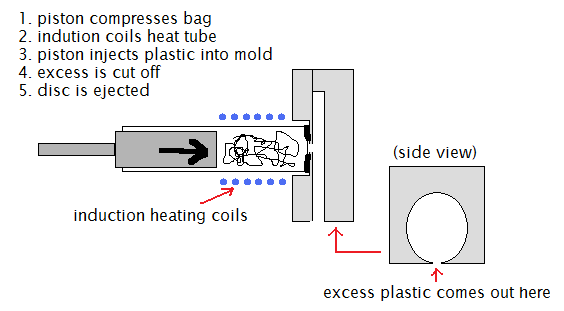 1. piston compresses bag
2. indution coils heat tube
3. piston injects plastic into mold
4. excess is cut off
5. disc is ejected
(side view)
induction heating coils
excess plastic comes out here